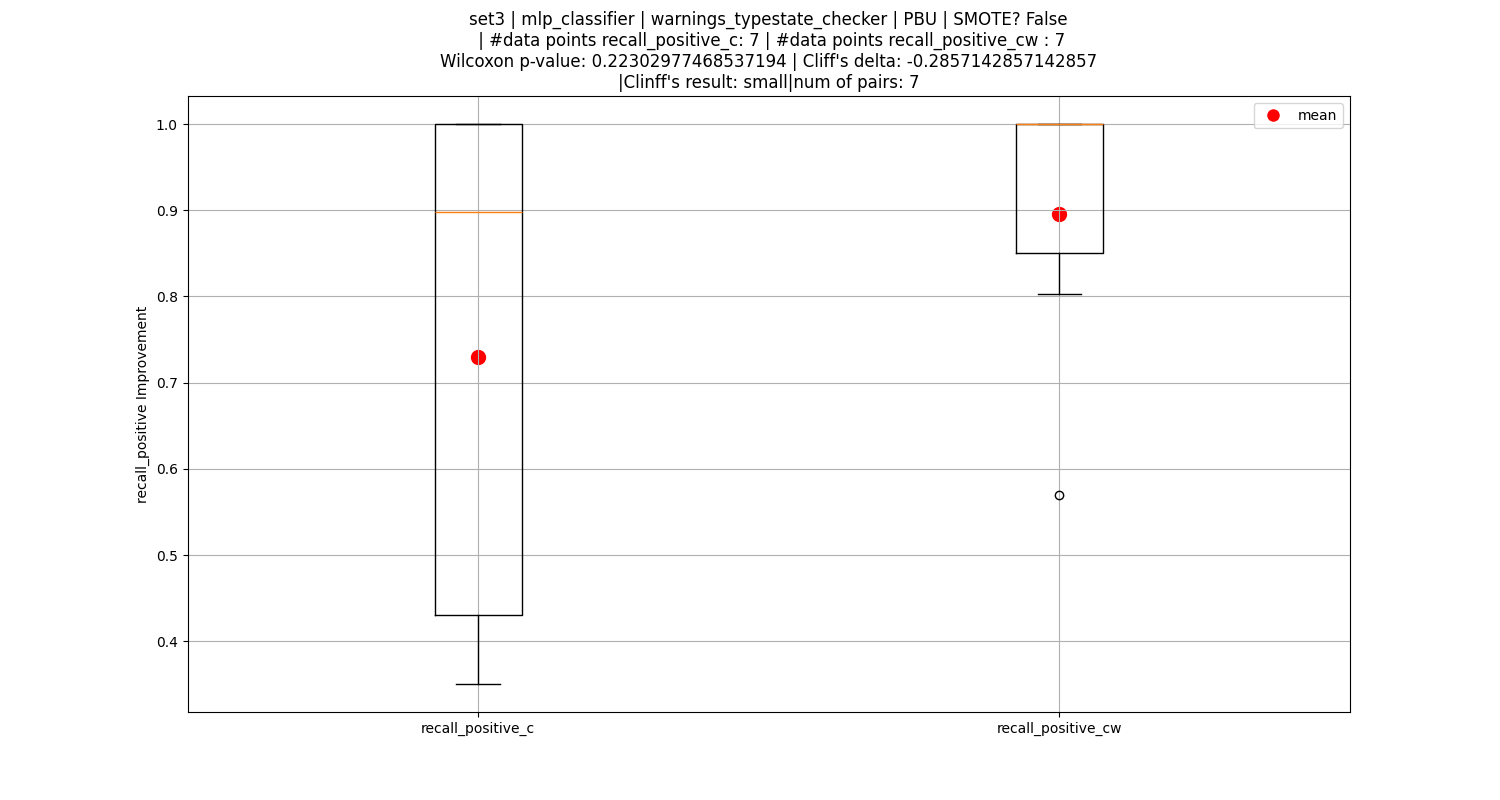 set3 | mlp_classifier | warnings_typestate_checker | PBU | SMOTE? False
| #data points recall_positive_c: 7 | #data points recall_positive_cw : 7
Wilcoxon p-value: 0.22302977468537194 | Cliff's delta: -0.2857142857142857
|Clinff's result: small|num of pairs: 7
mean
1.0
0.9
0.8
0.7
0.6
0.5
0.4
recall_positive Improvement
recall_positive_c
recall_positive_cw